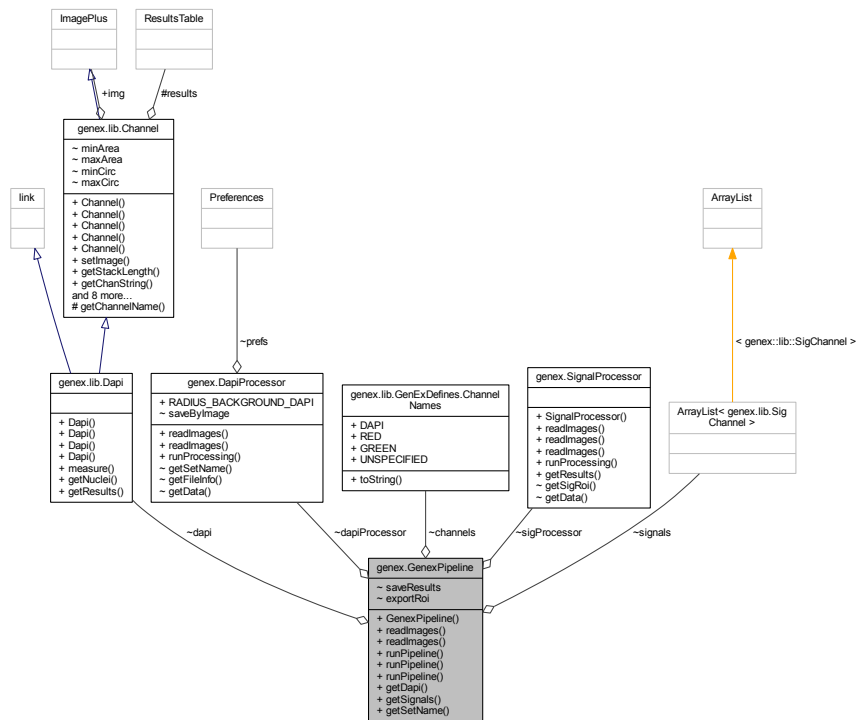 ImagePlus
ResultsTable
+img
#results
genex.lib.Channel
~ minArea
~ maxArea
~ minCirc
~ maxCirc
+ Channel()
+ Channel()
+ Channel()
+ Channel()
+ Channel()
+ setImage()
+ getStackLength()
+ getChanString()
and 8 more...
# getChannelName()
link
Preferences
ArrayList
~prefs
< genex::lib::SigChannel >
genex.lib.Dapi
+ Dapi()
+ Dapi()
+ Dapi()
+ Dapi()
+ measure()
+ getNuclei()
+ getResults()
genex.DapiProcessor
+ RADIUS_BACKGROUND_DAPI
~ saveByImage
+ readImages()
+ readImages()
+ runProcessing()
~ getSetName()
~ getFileInfo()
~ getData()
genex.lib.GenExDefines.Channel
Names
+ DAPI
+ RED
+ GREEN
+ UNSPECIFIED
+ toString()
genex.SignalProcessor
+ SignalProcessor()
+ readImages()
+ readImages()
+ readImages()
+ runProcessing()
+ getResults()
~ getSigRoi()
~ getData()
ArrayList< genex.lib.Sig
Channel >
~dapi
~dapiProcessor
~channels
~sigProcessor
~signals
genex.GenexPipeline
~ saveResults
~ exportRoi
+ GenexPipeline()
+ readImages()
+ readImages()
+ runPipeline()
+ runPipeline()
+ runPipeline()
+ getDapi()
+ getSignals()
+ getSetName()